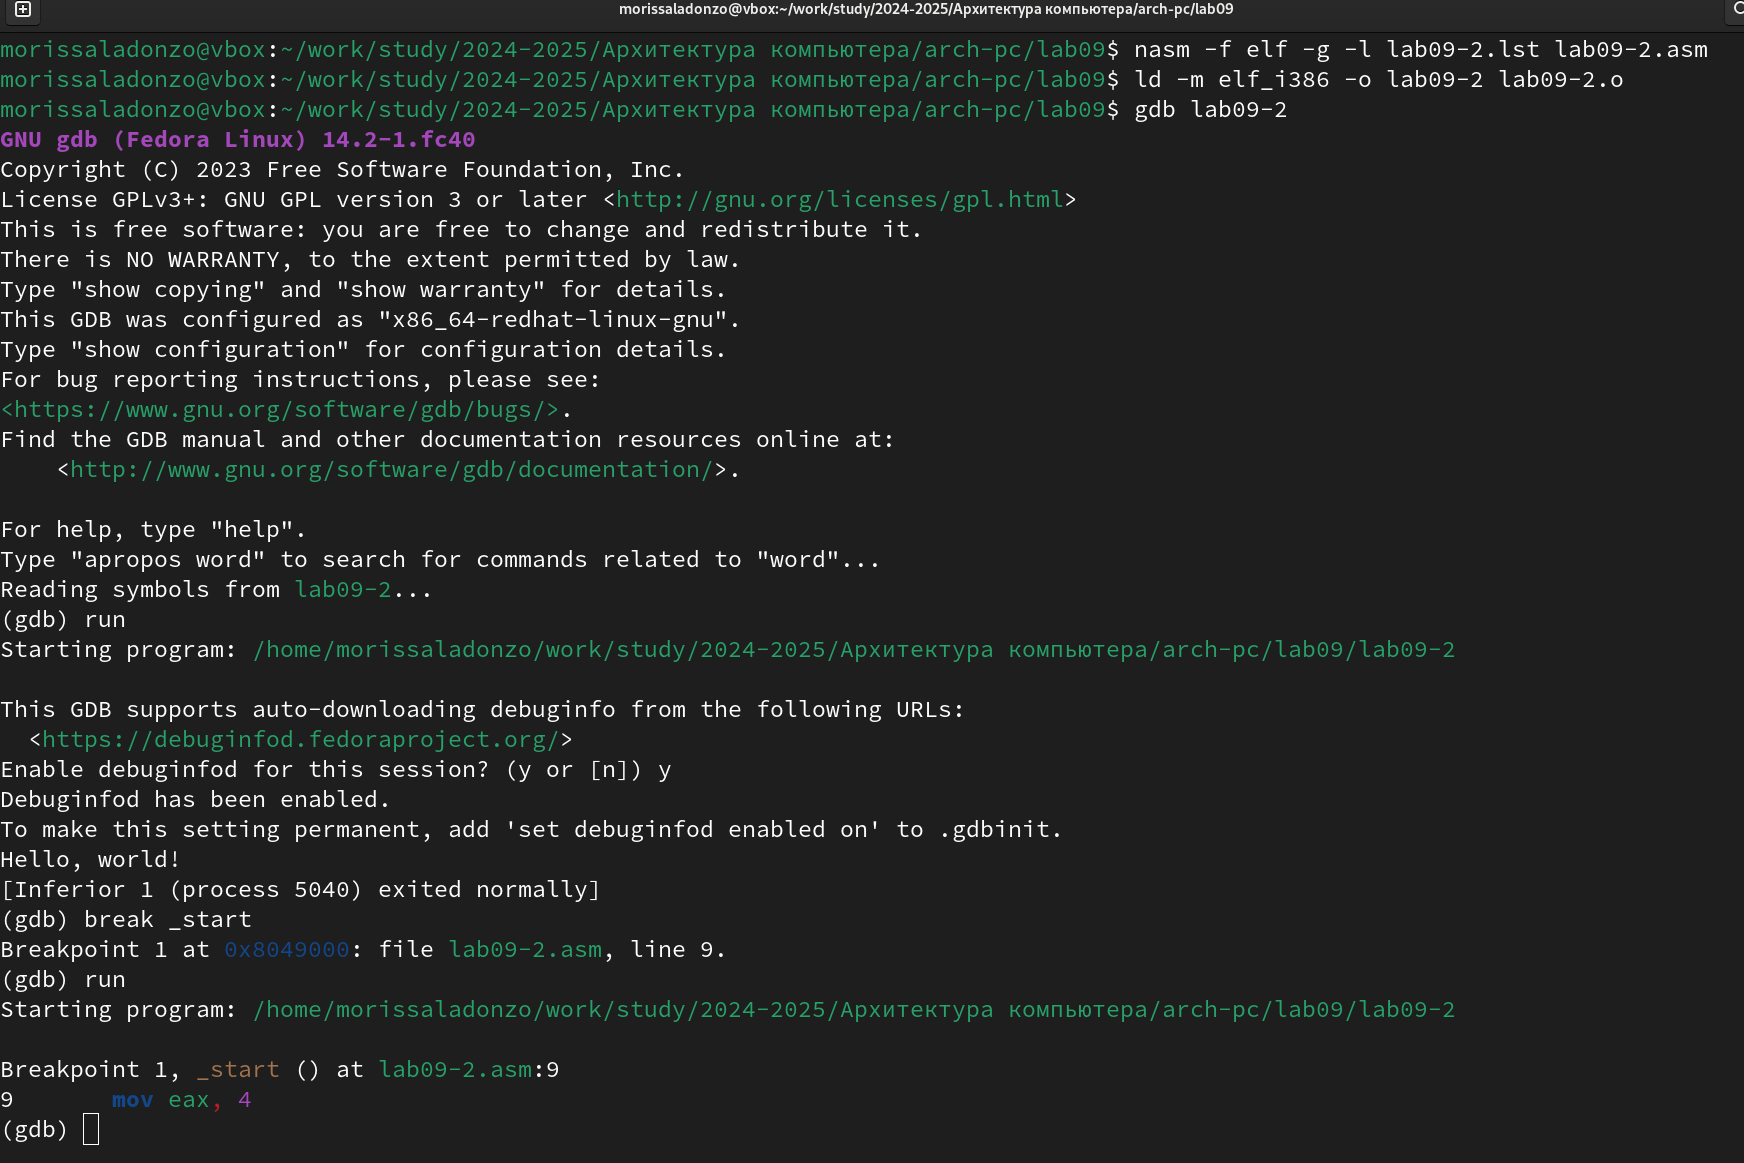 morissaladonzo@vbox:~/work/study/2024-2025/Архитектура компьютера/arch-pc/lab09
morissaladonzo@vbox:~/work/study/2024-2025/Архитектура компьютера/arch-pc/lab09$ nasm -f elf -g -l lab09-2.lst lab09-2.asm
morissaladonzo@vbox:~/work/study/2024-2025/Архитектура компьютера/arch-pc/lab09$ ld -m elf_i386 -o lab09-2 lab09-2.o
morissaladonzo@vbox:~/work/study/2024-2025/Архитектура компьютера/arch-pc/lab09$ gdb lab09-2
GNU gdb (Fedora Linux) 14.2-1.fc40
Copyright (C) 2023 Free Software Foundation, Inc.
License GPLv3+: GNU GPL version 3 or later <http://gnu.org/licenses/gpl.html>
This is free software: you are free to change and redistribute it.
There is NO WARRANTY, to the extent permitted by law.
Type "show copying" and "show warranty" for details.
This GDB was configured as "x86_64-redhat-linux-gnu".
Type "show configuration" for configuration details.
For bug reporting instructions, please see:
<https://www.gnu.org/software/gdb/bugs/>.
Find the GDB manual and other documentation resources online at:
    <http://www.gnu.org/software/gdb/documentation/>.

For help, type "help".
Type "apropos word" to search for commands related to "word"...
Reading symbols from lab09-2...
(gdb) run
Starting program: /home/morissaladonzo/work/study/2024-2025/Архитектура компьютера/arch-pc/lab09/lab09-2

This GDB supports auto-downloading debuginfo from the following URLs:
  <https://debuginfod.fedoraproject.org/>
Enable debuginfod for this session? (y or [n]) y
Debuginfod has been enabled.
To make this setting permanent, add 'set debuginfod enabled on' to .gdbinit.
Hello, world!
[Inferior 1 (process 5040) exited normally]
(gdb) break _start
Breakpoint 1 at 0x8049000: file lab09-2.asm, line 9.
(gdb) run
Starting program: /home/morissaladonzo/work/study/2024-2025/Архитектура компьютера/arch-pc/lab09/lab09-2

Breakpoint 1, _start () at lab09-2.asm:9
9       mov eax, 4
(gdb)